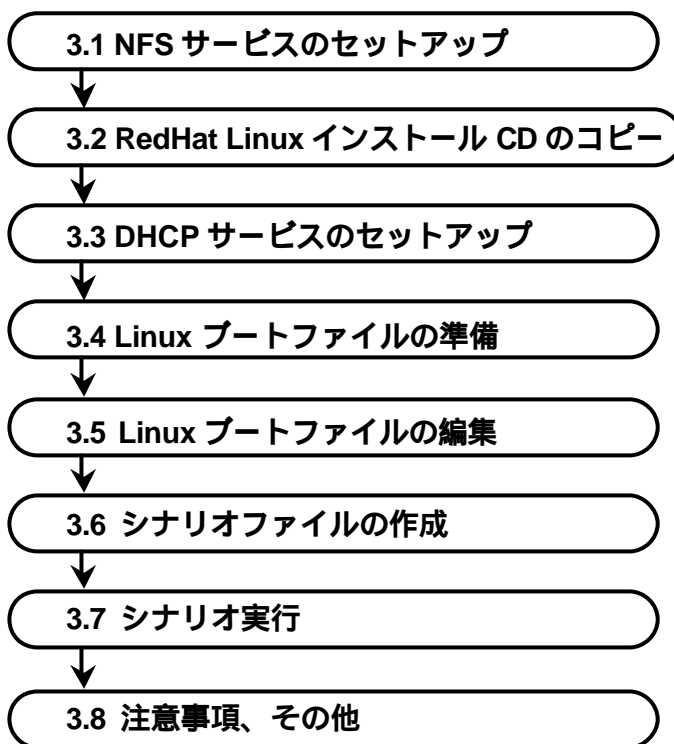 3.1 NFS サービスのセットアップ
3.2 RedHat Linux インストール CD のコピー
3.3 DHCP サービスのセットアップ
3.4 Linux ブートファイルの準備
3.5 Linux ブートファイルの編集
3.6 シナリオファイルの作成
3.7 シナリオ実行
3.8 注意事項、その他